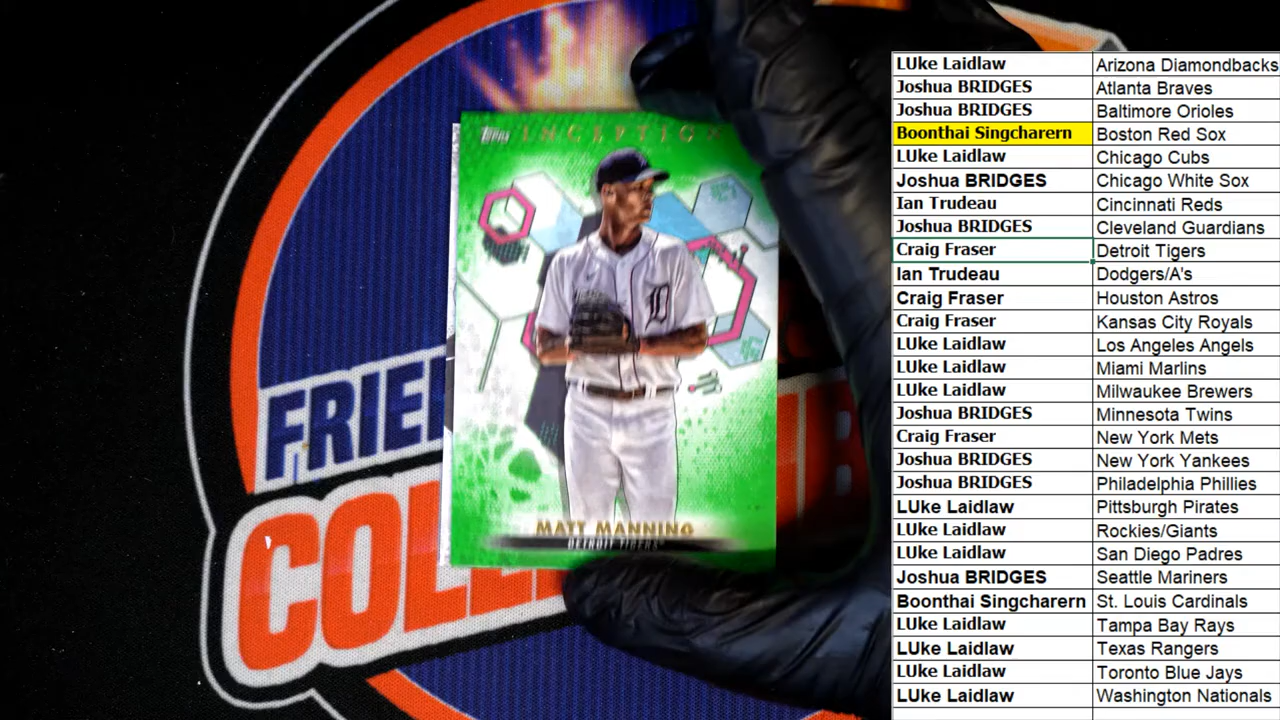 TOPPS INCEPTION
MATT MANNING
DETROIT TIGERS
FRIE
COL
LUke Laidlaw Arizona Diamondbacks
Joshua BRIDGES Atlanta Braves
Joshua BRIDGES Baltimore Orioles
Boonthai Singcharern Boston Red Sox
LUke Laidlaw Chicago Cubs
Joshua BRIDGES Chicago White Sox
Ian Trudeau Cincinnati Reds
Joshua BRIDGES Cleveland Guardians
Craig Fraser Detroit Tigers
Ian Trudeau Dodgers/A's
Craig Fraser Houston Astros
Craig Fraser Kansas City Royals
LUke Laidlaw Los Angeles Angels
LUke Laidlaw Miami Marlins
LUke Laidlaw Milwaukee Brewers
Joshua BRIDGES Minnesota Twins
Craig Fraser New York Mets
Joshua BRIDGES New York Yankees
Joshua BRIDGES Philadelphia Phillies
LUke Laidlaw Pittsburgh Pirates
LUke Laidlaw Rockies/Giants
LUke Laidlaw San Diego Padres
Joshua BRIDGES Seattle Mariners
Boonthai Singcharern St. Louis Cardinals
LUke Laidlaw Tampa Bay Rays
LUke Laidlaw Texas Rangers
LUke Laidlaw Toronto Blue Jays
LUke Laidlaw Washington Nationals